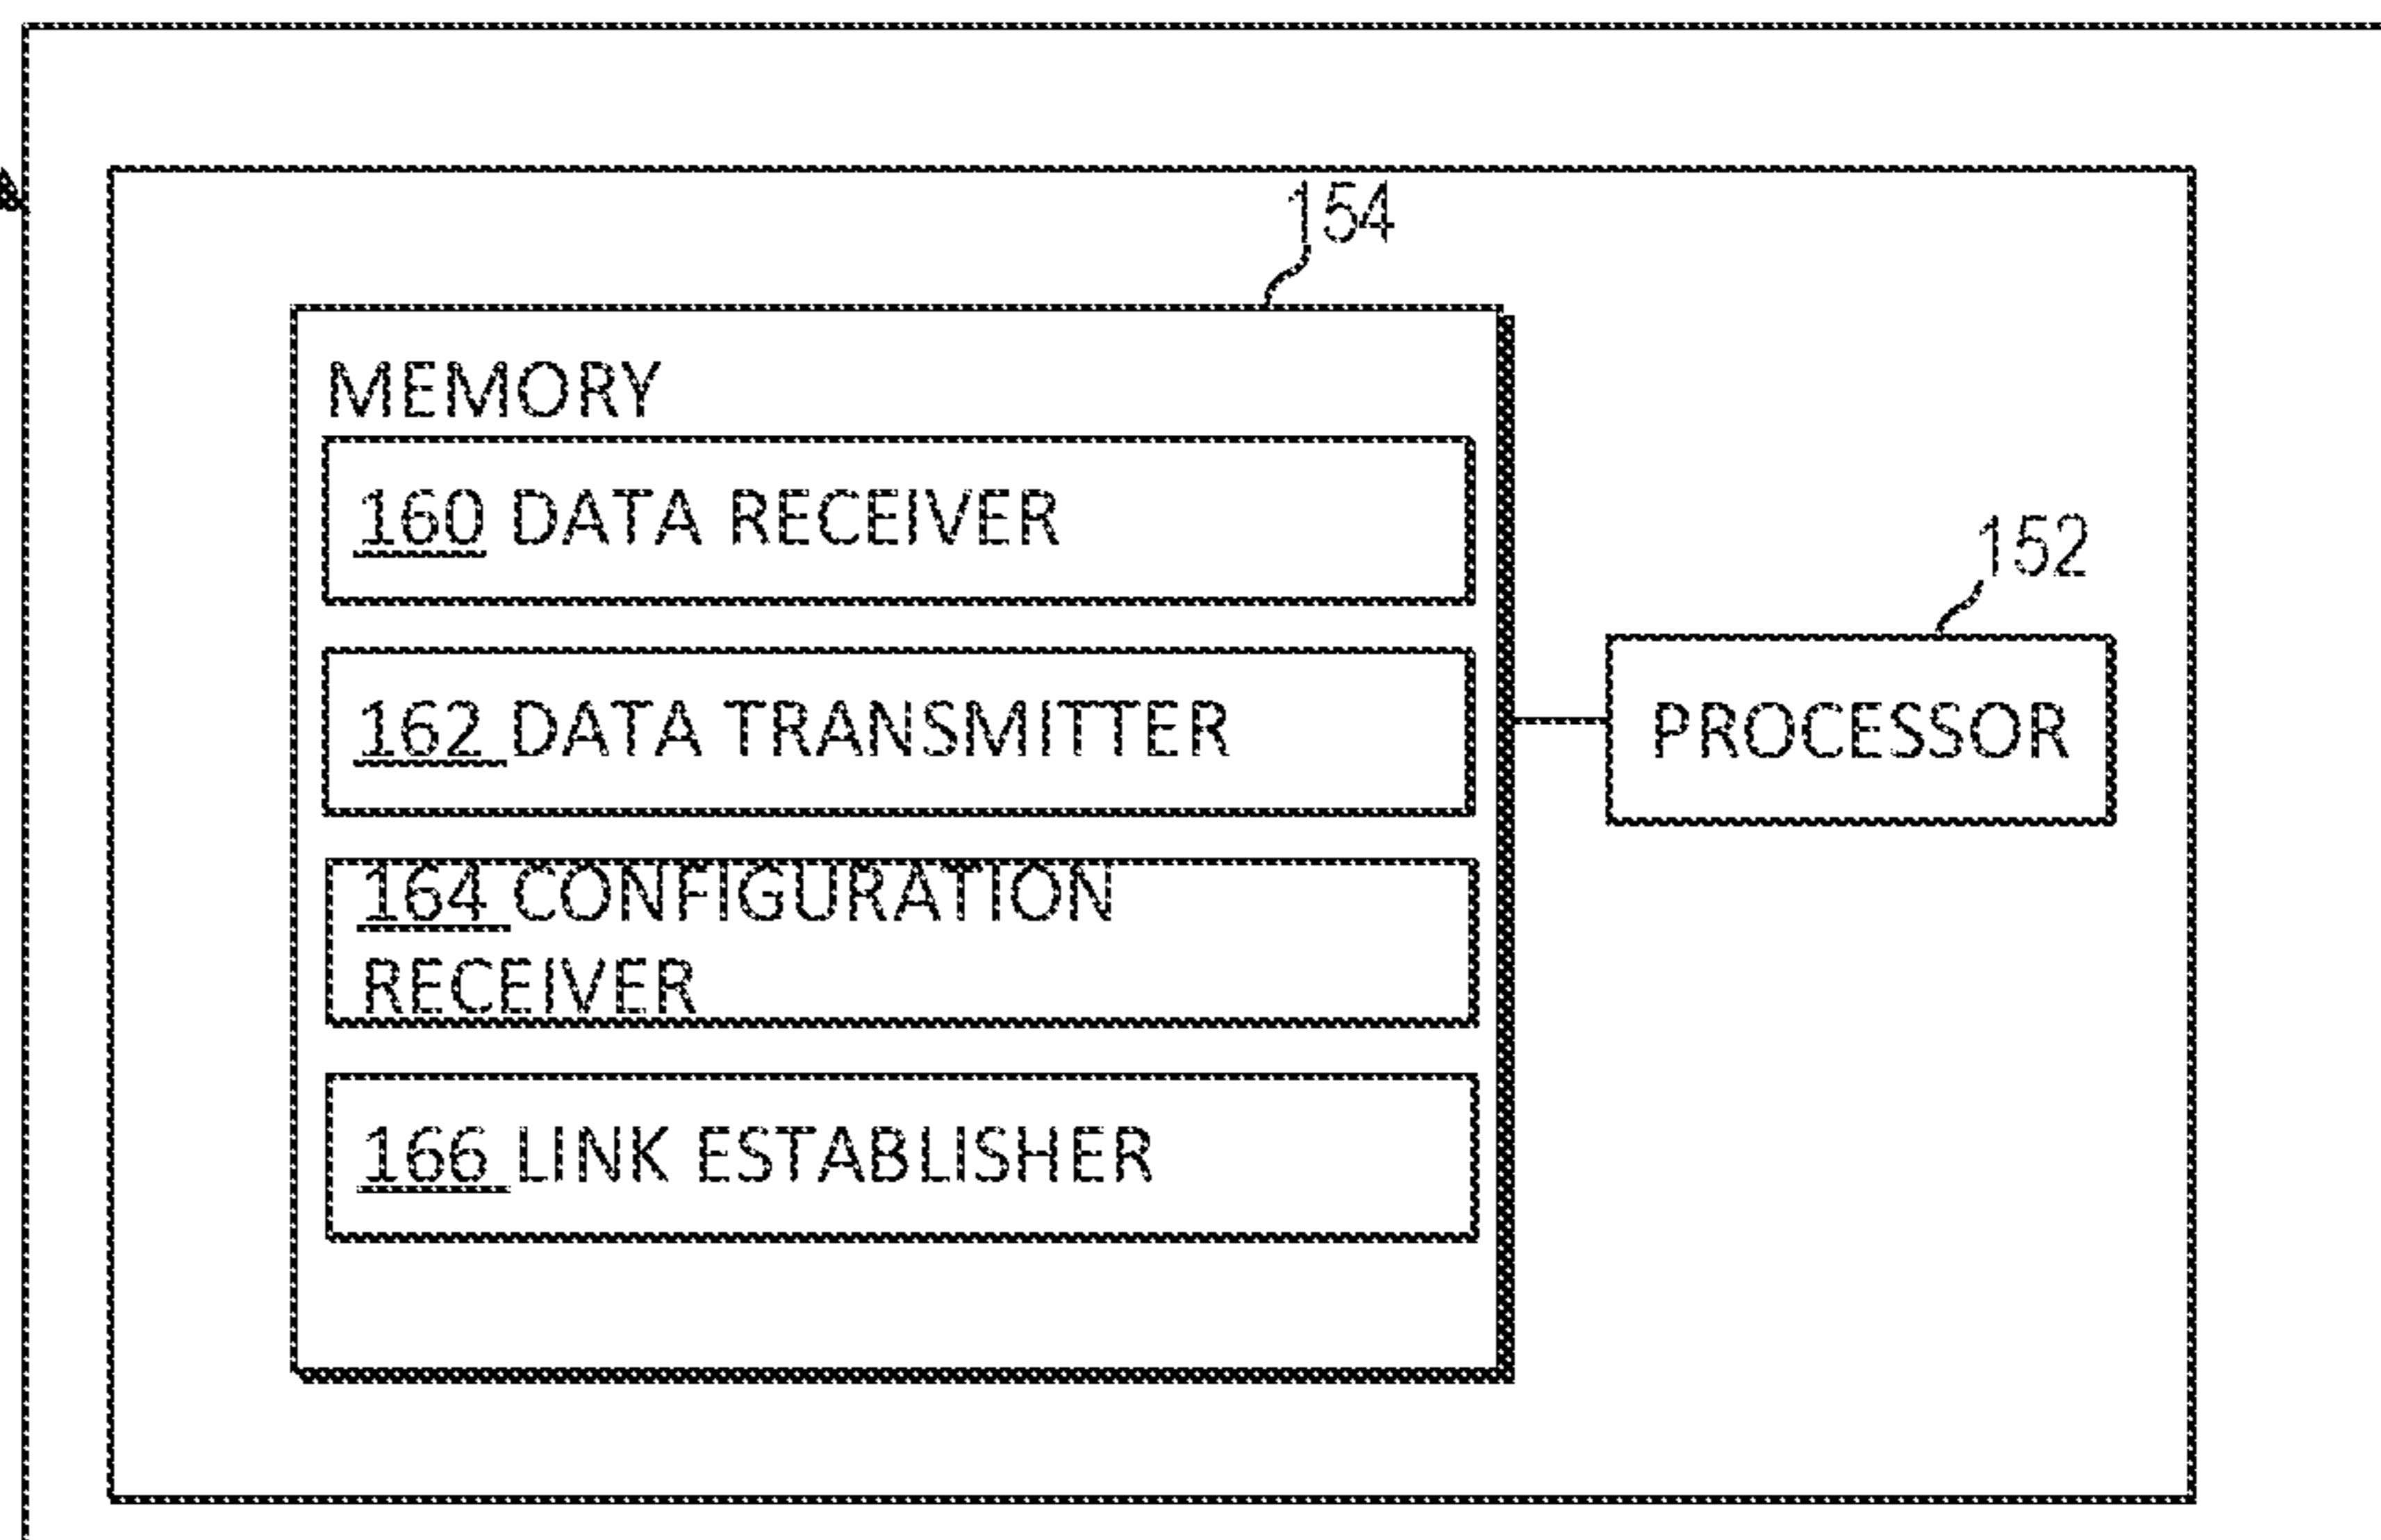 154
MEMORY
160 DATA RECEIVER
152
162 DATA TRANSMITTER
PROCESSOR
164 CONFIGURATION
RECEIVER
166 LINK ESTABLISHER